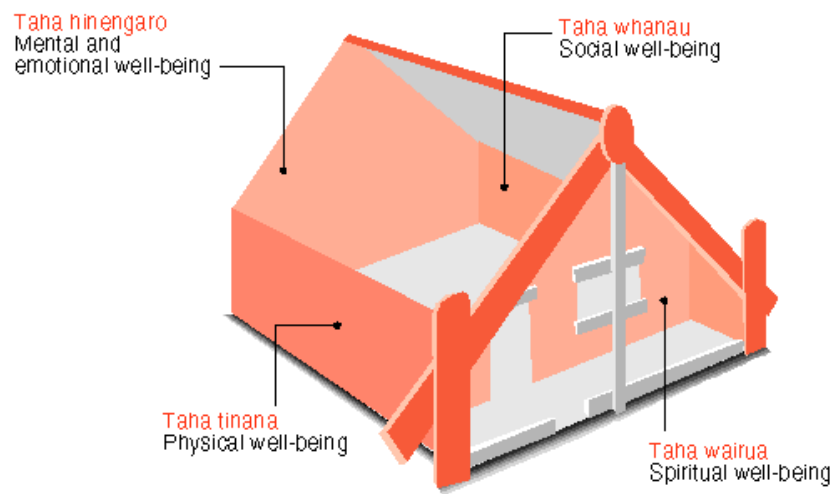 Taha hinengaro
Mental and
emotional well-being
Taha whanau
Social well-being
Taha tinana
Physical well-being
Taha wairua
Spiritual well-being